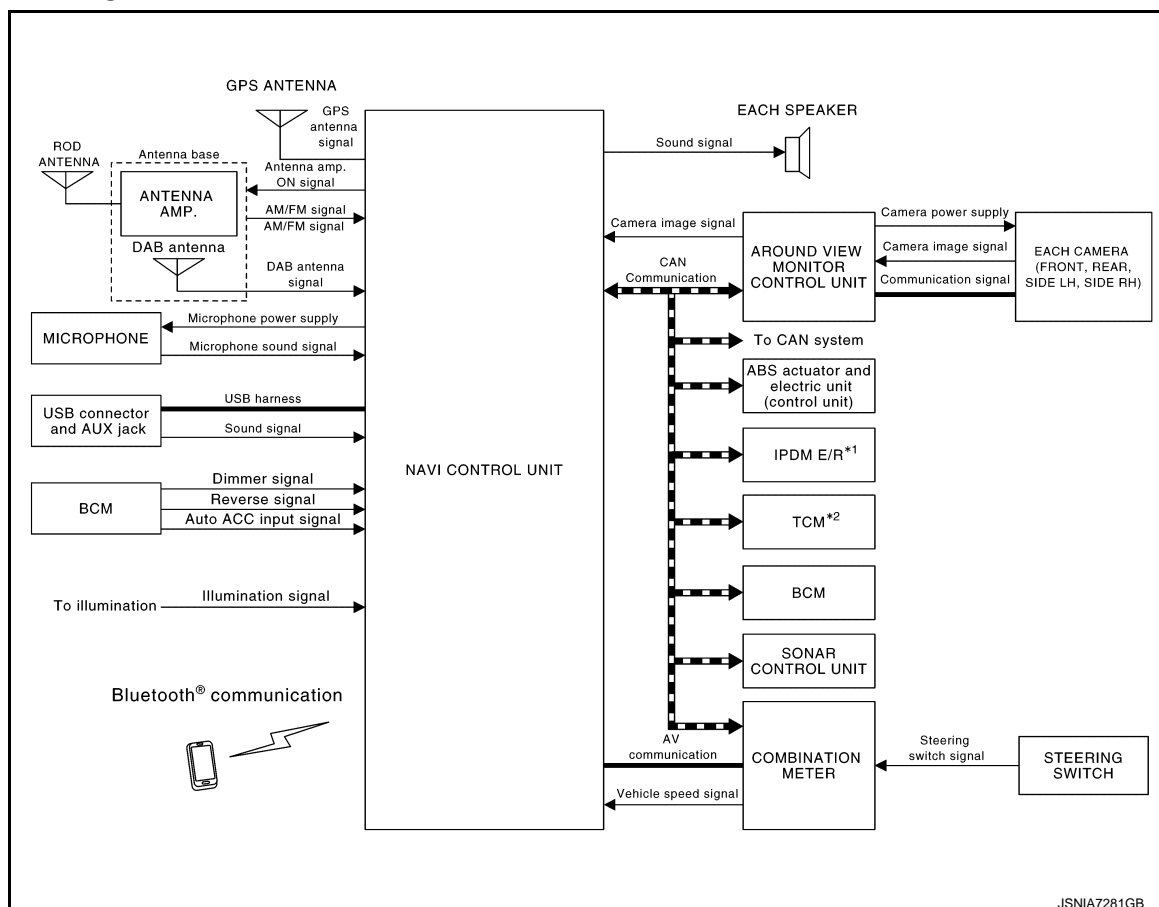 GPS ANTENNA
GPS
antenna
signal
ROD
ANTENNA
Antenna base
ANTENNA
AMP.
DAB antenna
Antenna amp.
ON signal
AM/FM signal
AM/FM signal
DAB antenna
signal
MICROPHONE
Microphone power supply
Microphone sound signal
USB connector
and AUX jack
USB harness
Sound signal
BCM
Dimmer signal
Reverse signal
Auto ACC input signal
To illumination
Illumination signal
Bluetooth® communication
NAVI CONTROL UNIT
EACH SPEAKER
Sound signal
Camera image signal
CAN
Communication
AROUND VIEW
MONITOR
CONTROL UNIT
Camera power supply
Camera image signal
Communication signal
EACH CAMERA
(FRONT, REAR,
SIDE LH, SIDE RH)
To CAN system
ABS actuator and
electric unit
(control unit)
IPDM E/R*1
TCM*2
BCM
SONAR
CONTROL UNIT
AV
communication
Vehicle speed signal
COMBINATION
METER
Steering
switch signal
STEERING
SWITCH
JSNIA7281GB